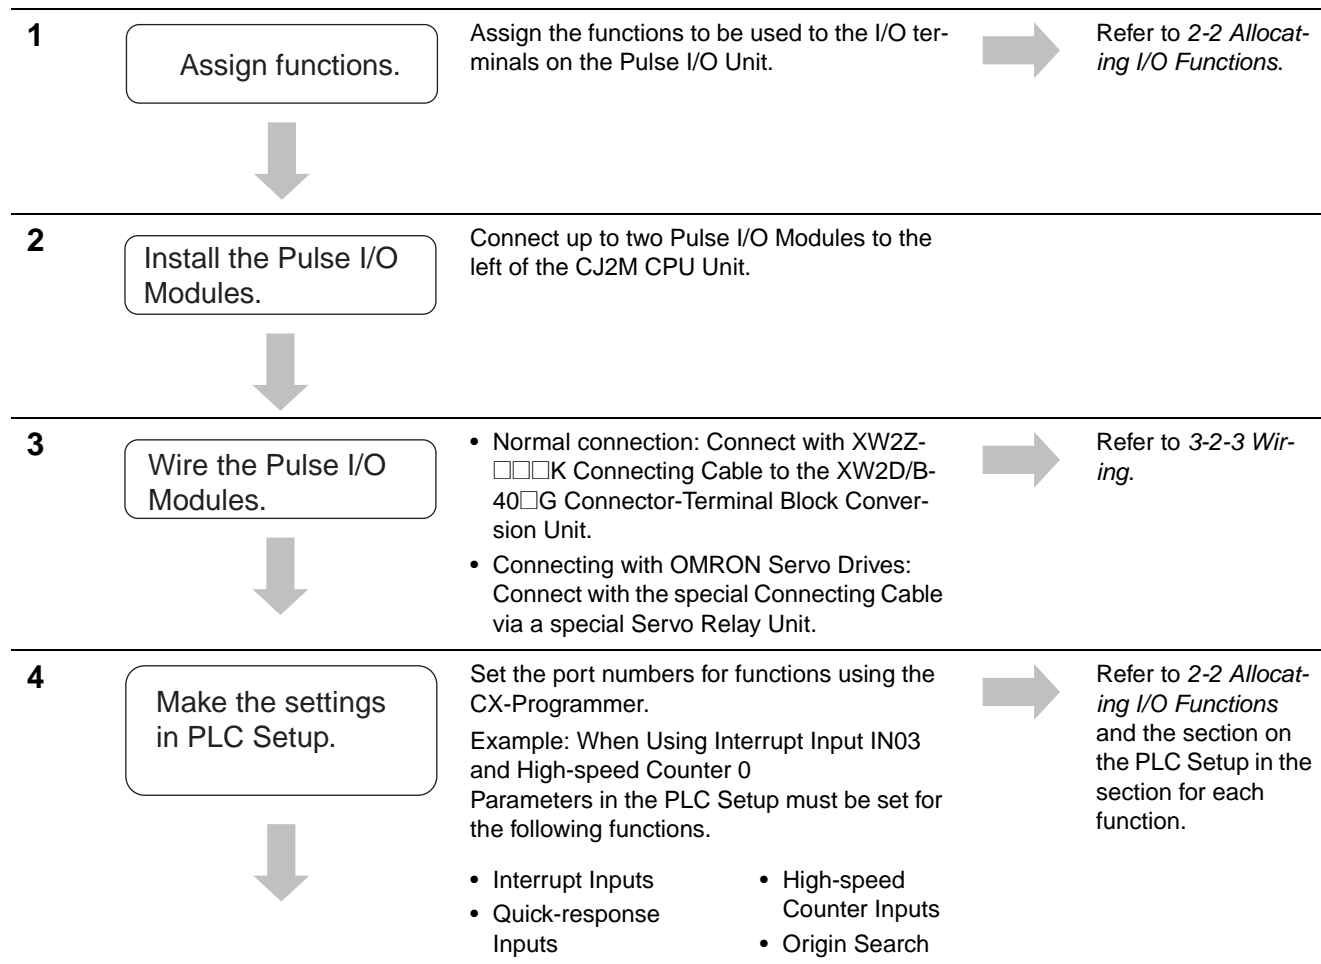 1
Assign functions.
Assign the functions to be used to the I/O ter-
minals on the Pulse I/O Unit.
Refer to 2-2 Allocat-
ing I/O Functions.
2
Install the Pulse I/O
Modules.
Connect up to two Pulse I/O Modules to the
left of the CJ2M CPU Unit.
3
Wire the Pulse I/O
Modules.
• Normal connection: Connect with XW2Z-
□□□K Connecting Cable to the XW2D/B-
40□G Connector-Terminal Block Conver-
sion Unit.
• Connecting with OMRON Servo Drives:
Connect with the special Connecting Cable
via a special Servo Relay Unit.
Refer to 3-2-3 Wir-
ing.
4
Make the settings
in PLC Setup.
Set the port numbers for functions using the
CX-Programmer.
Example: When Using Interrupt Input IN03
and High-speed Counter 0
Parameters in the PLC Setup must be set for
the following functions.
• Interrupt Inputs
• Quick-response
Inputs
• High-speed
Counter Inputs
• Origin Search
Refer to 2-2 Allocat-
ing I/O Functions
and the section on
the PLC Setup in the
section for each
function.